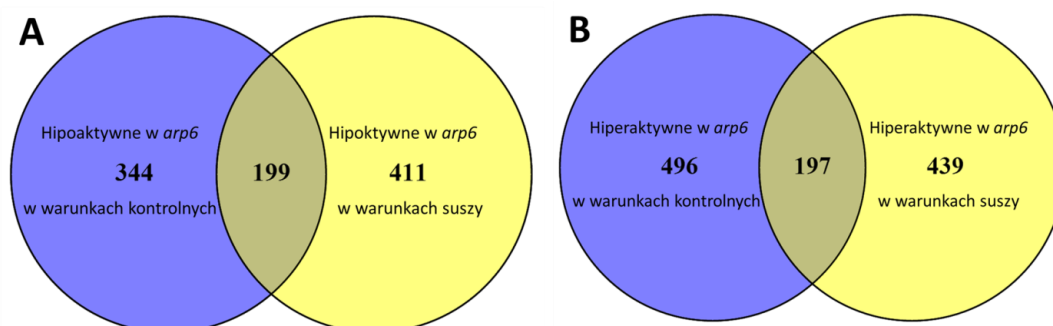 A
Hipoaktywne w arp6
344
w warunkach kontrolnych
199
Hipoktywne w arp6
411
w warunkach suszy
B
Hiperaktywne w arp6
496
w warunkach kontrolnych
197
Hiperaktywne w arp6
439
w warunkach suszy